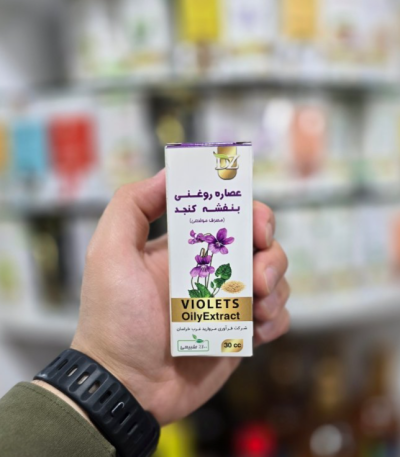 عصاره روغنی
بنفشه کنجد
(مصرف موضعی)
VIOLETS
OilyExtract
30 cc